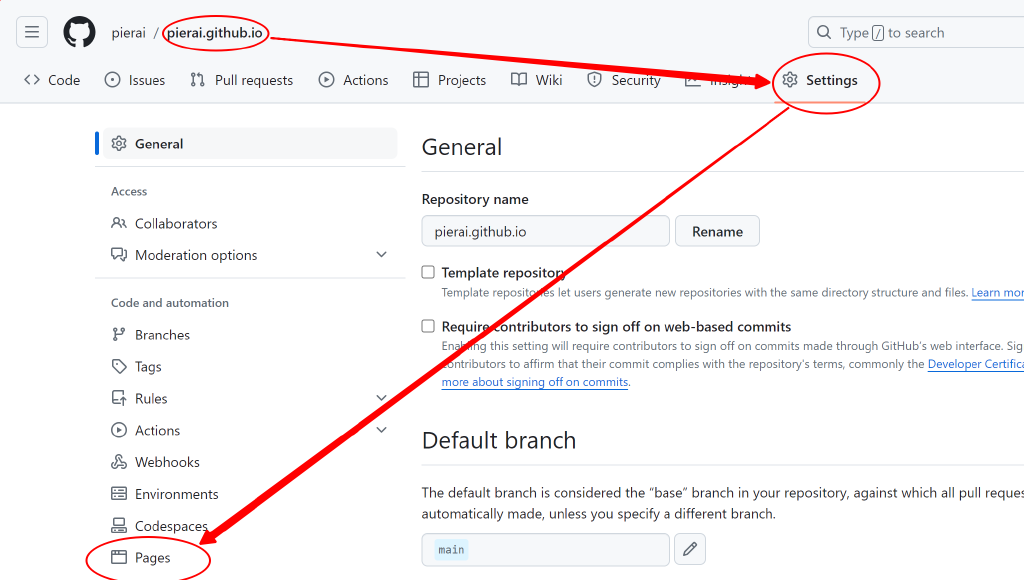 pierai / pierai.github.io
Type / to search
Code Issues Pull requests Actions Projects Wiki Security Insights Settings
General
Access
Collaborators
Moderation options
Code and automation
Branches
Tags
Rules
Actions
Webhooks
Environments
Codespaces
Pages
General
Repository name
pierai.github.io Rename
Template repository
Template repositories let users generate new repositories with the same directory structure and files. Learn mor
Require contributors to sign off on web-based commits
Enabling this setting will require contributors to sign off on commits made through GitHub's web interface. Sig
contributors to affirm that their commit complies with the repository's terms, commonly the Developer Certifica
more about signing off on commits.
Default branch
The default branch is considered the “base” branch in your repository, against which all pull reques
automatically made, unless you specify a different branch.
main